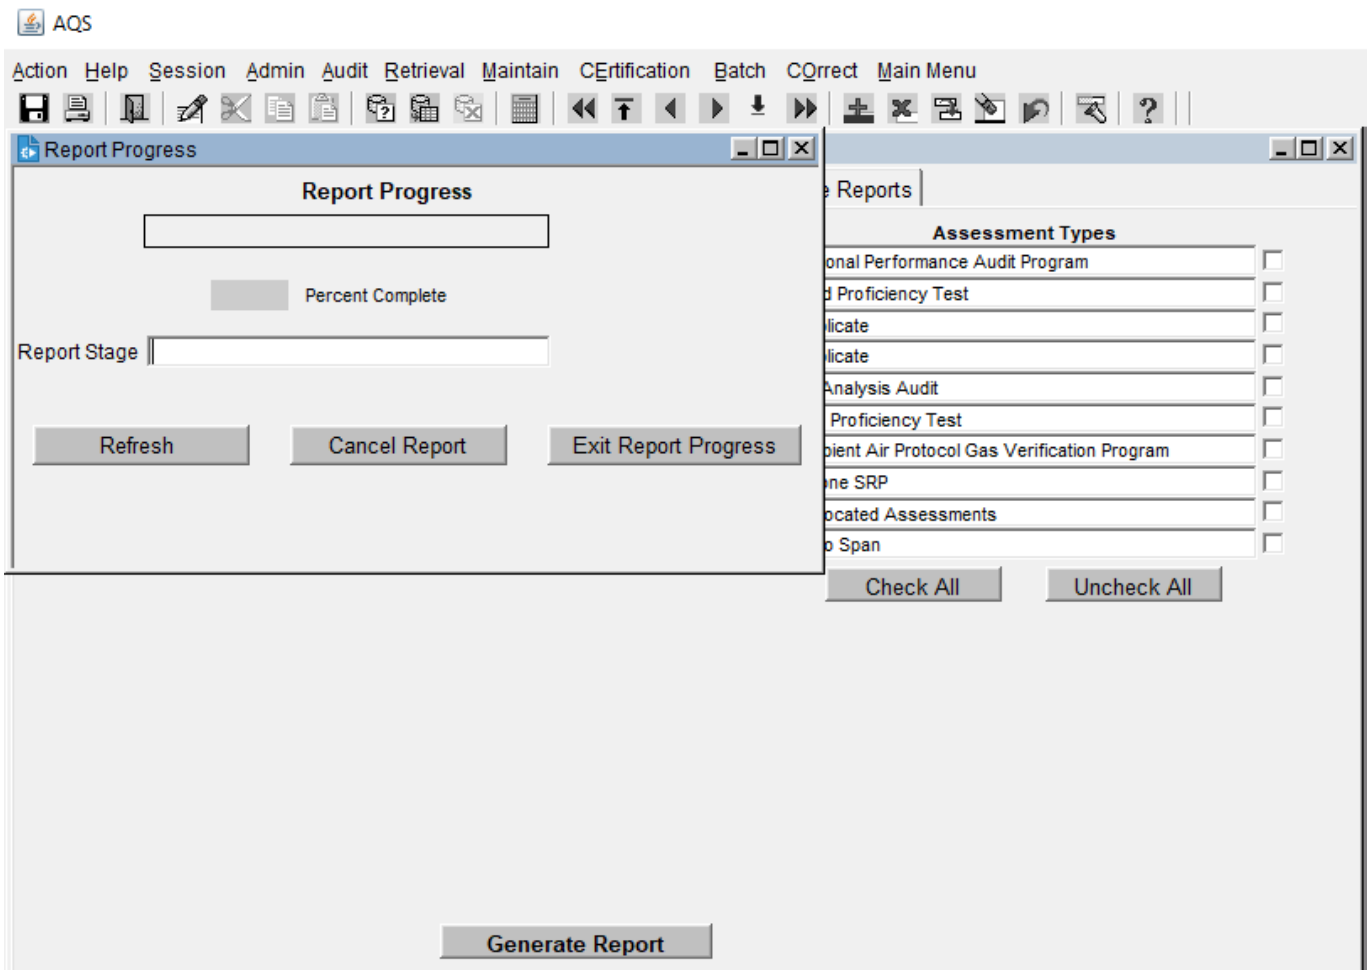 AQS
Action Help Session Admin Audit Retrieval Maintain CErtification Batch COrrect Main Menu
Report Progress
Report Progress
Percent Complete
Report Stage
Refresh Cancel Report Exit Report Progress
Reports
Assessment Types
onal Performance Audit Program
d Proficiency Test
licate
licate
Analysis Audit
Proficiency Test
bient Air Protocol Gas Verification Program
one SRP
ocated Assessments
o Span
Check All Uncheck All
Generate Report